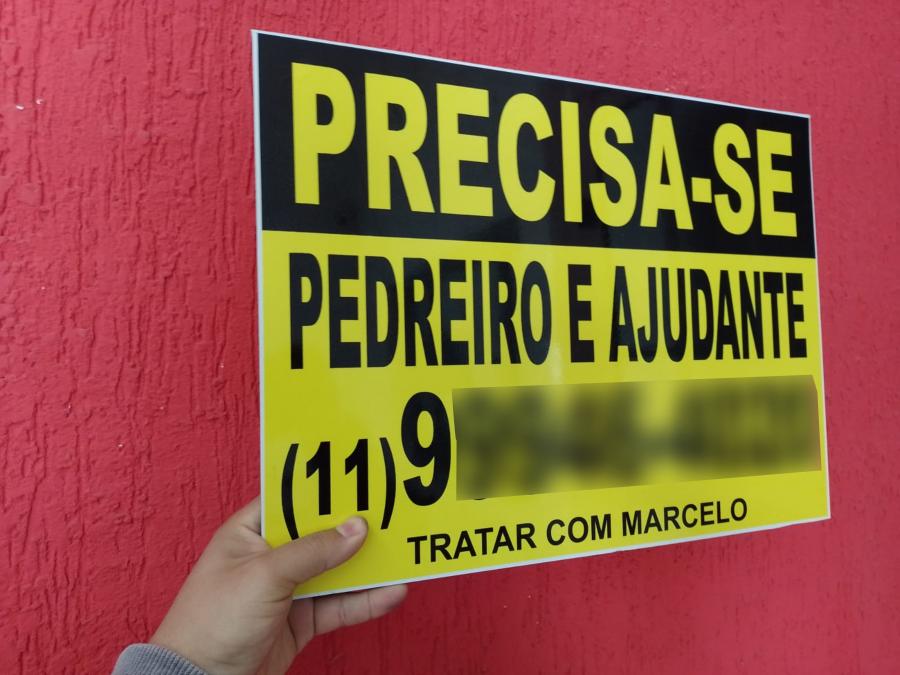 PRECISA-SE
PEDREIRO E AJUDANTE
(11)9
TRATAR COM MARCELO